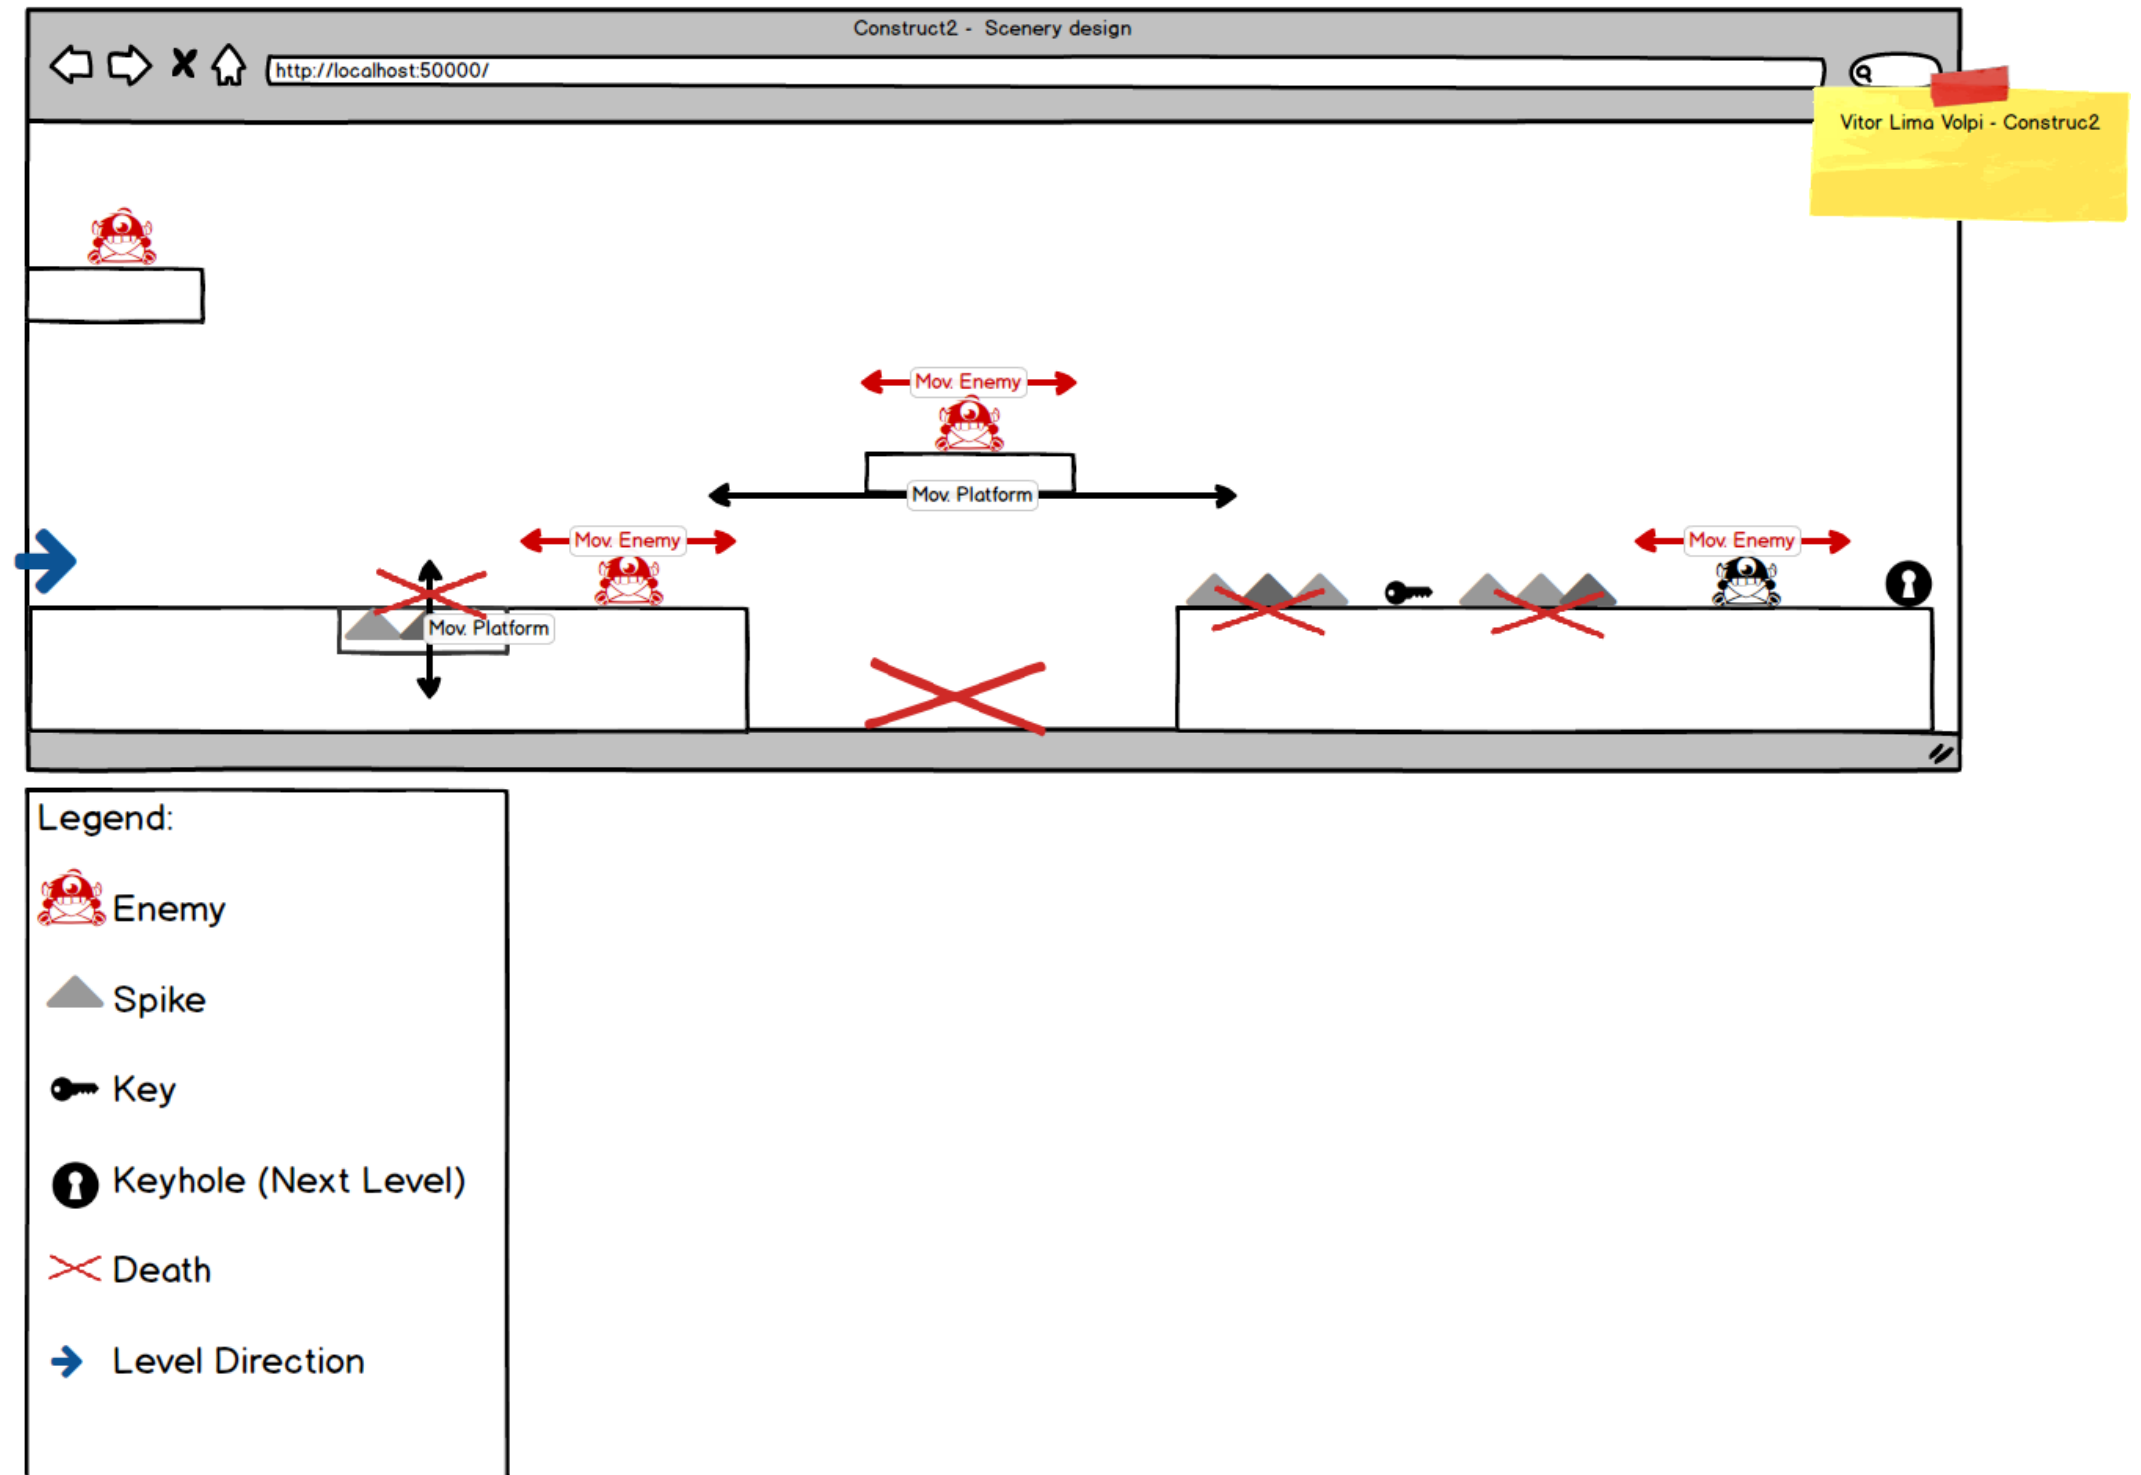 Construct2 - Scenery design
http://localhost:50000/
Vitor Lima Volpi - Construc2
Mov. Enemy
Mov. Platform
Mov. Enemy
Mov. Enemy
Mov. Platform
Legend:
Enemy
Spike
Key
Keyhole (Next Level)
Death
Level Direction